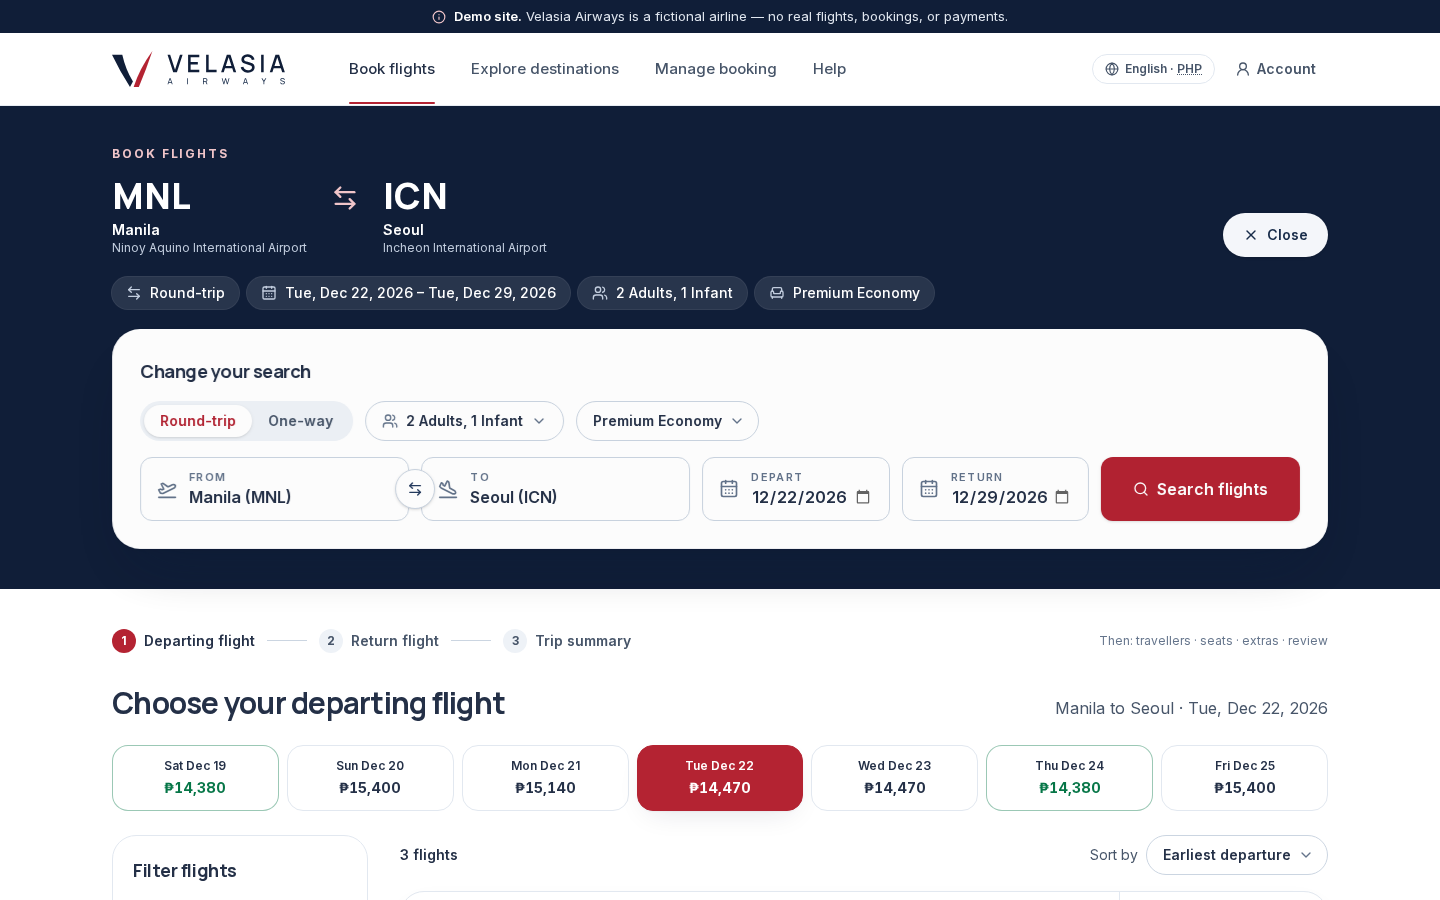 Demo site. Velasia Airways is a fictional airline — no real flights, bookings, or payments.
VELASIA
AIRWAYS
Book flights
Explore destinations
Manage booking
Help
English · PHP
Account
BOOK FLIGHTS
MNL
ICN
Manila
Seoul
Ninoy Aquino International Airport
Incheon International Airport
Close
Round-trip
Tue, Dec 22, 2026 – Tue, Dec 29, 2026
2 Adults, 1 Infant
Premium Economy
Change your search
Round-trip
One-way
2 Adults, 1 Infant
Premium Economy
FROM
Manila (MNL)
TO
Seoul (ICN)
DEPART
12/22/2026
RETURN
12/29/2026
Search flights
1 Departing flight
2 Return flight
3 Trip summary
Then: travellers · seats · extras · review
Choose your departing flight
Manila to Seoul · Tue, Dec 22, 2026
Sat Dec 19
₱14,380
Sun Dec 20
₱15,400
Mon Dec 21
₱15,140
Tue Dec 22
₱14,470
Wed Dec 23
₱14,470
Thu Dec 24
₱14,380
Fri Dec 25
₱15,400
Filter flights
3 flights
Sort by
Earliest departure